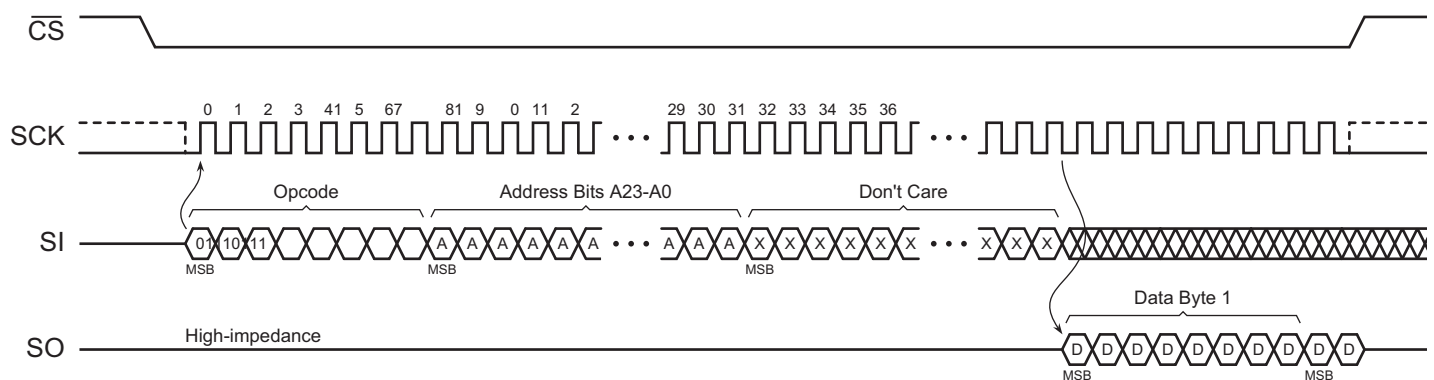 CS
0 1 2 3 41 5 67 81 9 0 11 2 29 30 31 32 33 34 35 36
SCK
Opcode Address Bits A23-A0 Don't Care
SI 01 10 11 A A A A A A A A A X X X X X X X X X
MSB MSB MSB
Data Byte 1
High-impedance
SO D D D D D D D D D D
MSB MSB